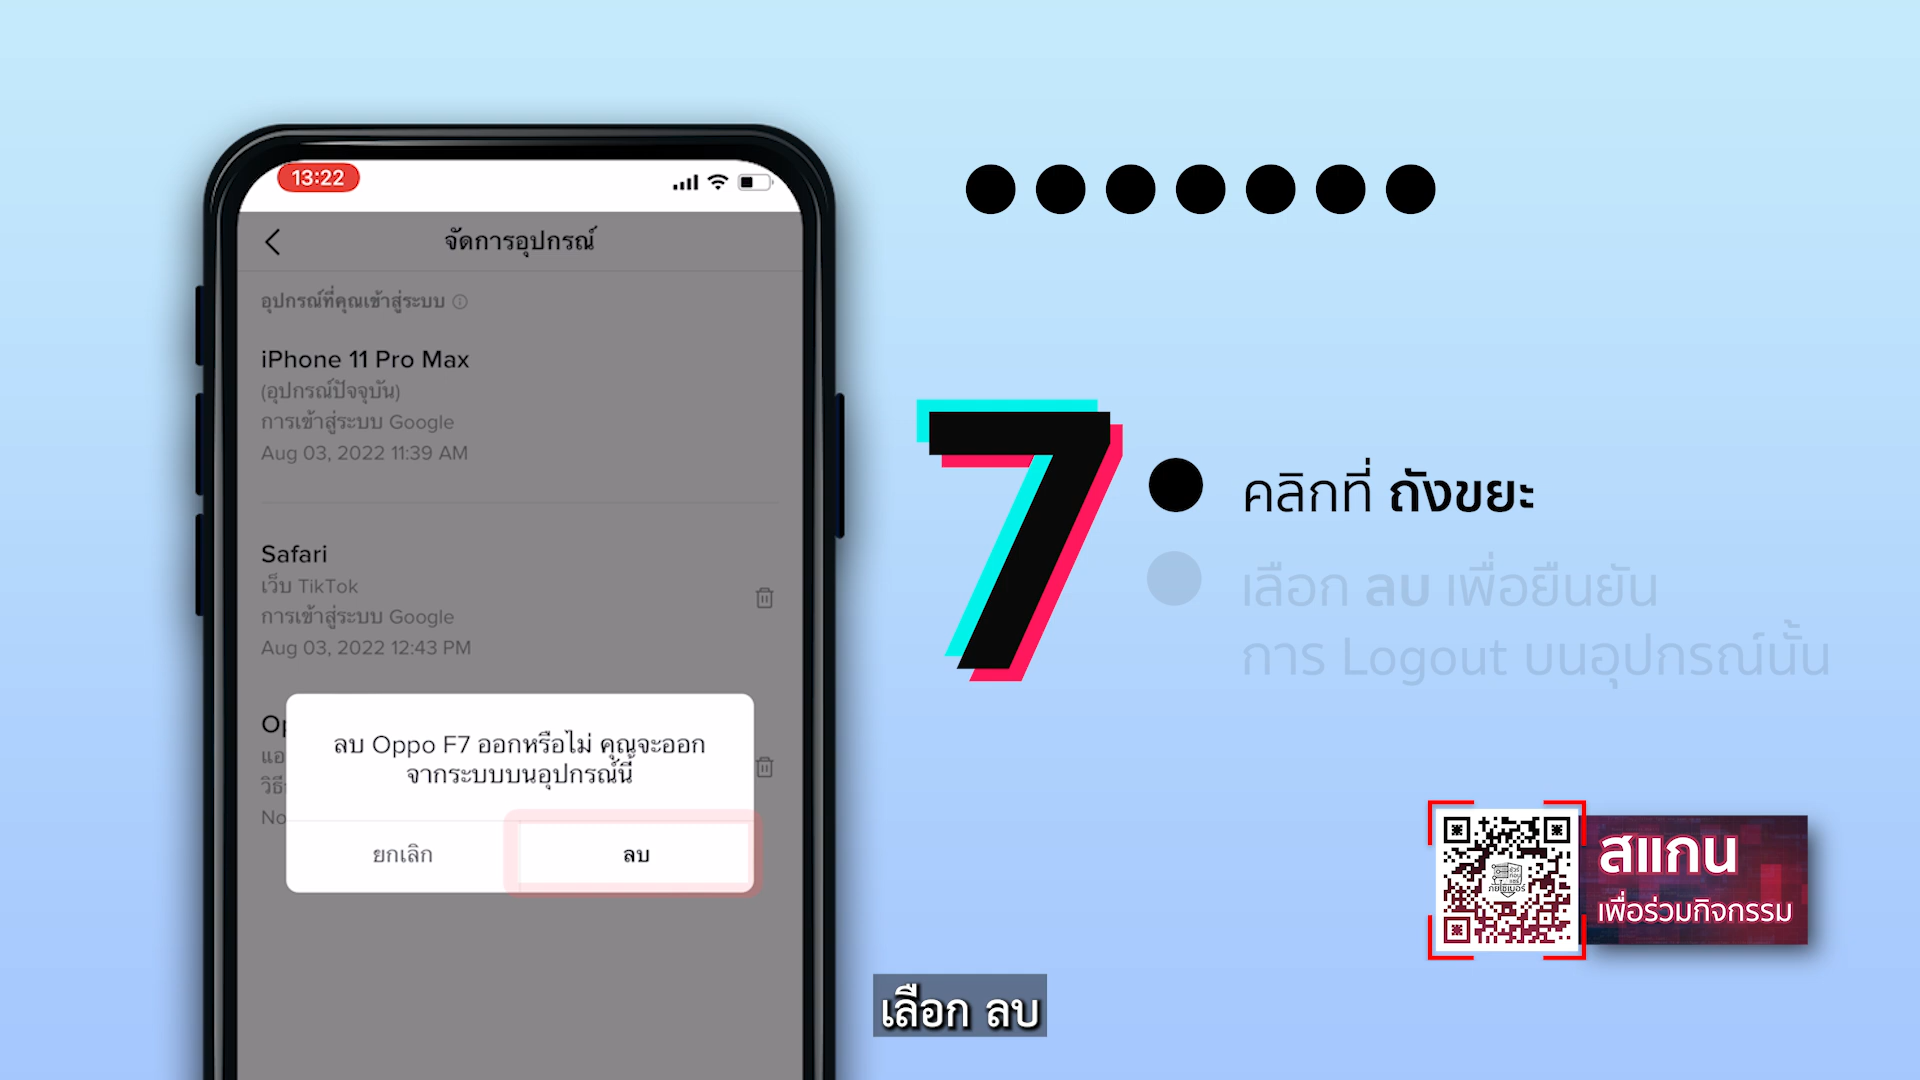 13:22
จัดการอุปกรณ์
อุปกรณ์ที่คุณเข้าสู่ระบบ
iPhone 11 Pro Max
(อุปกรณ์ปัจจุบัน)
การเข้าสู่ระบบ Google
Aug 03, 2022 11:39 AM
Safari
เว็บ TikTok
การเข้าสู่ระบบ Google
Aug 03, 2022 12:43 PM
ลบ Oppo F7 ออกหรือไม่ คุณจะออก
จากระบบบนอุปกรณ์นี้
ยกเลิก
ลบ
7
คลิกที่ ถังขยะ
เลือก ลบ เพื่อยืนยัน
การ Logout บนอุปกรณ์นั้น
สแกน
เพื่อร่วมกิจกรรม
เลือก ลบ